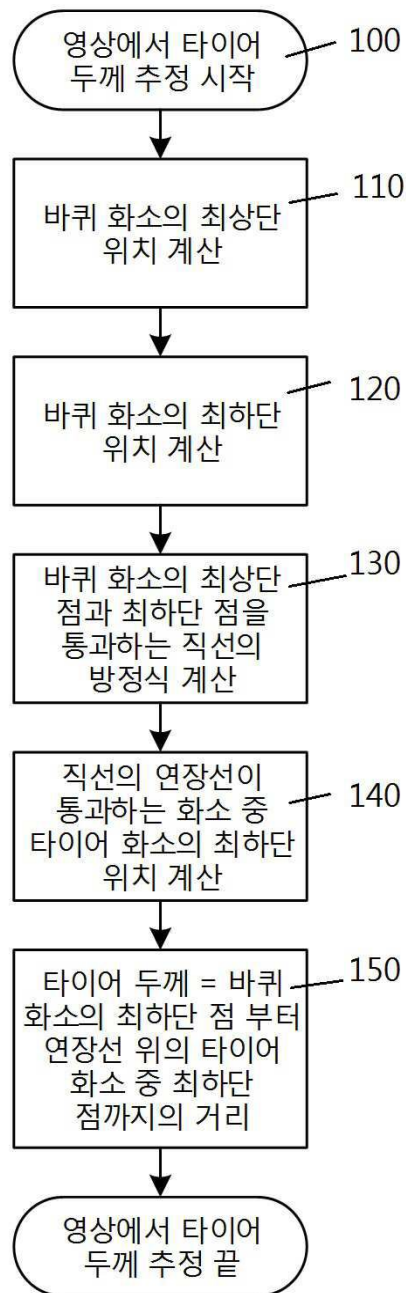 영상에서 타이어
두께 추정 시작
100
바퀴 화소의 최상단
위치 계산
110
바퀴 화소의 최하단
위치 계산
120
바퀴 화소의 최상단
점과 최하단 점을
통과하는 직선의
방정식 계산
130
직선의 연장선이
통과하는 화소 중
타이어 화소의 최하단
위치 계산
140
타이어 두께 = 바퀴
화소의 최하단 점 부터
연장선 위의 타이어
화소 중 최하단
점까지의 거리
150
영상에서 타이어
두께 추정 끝